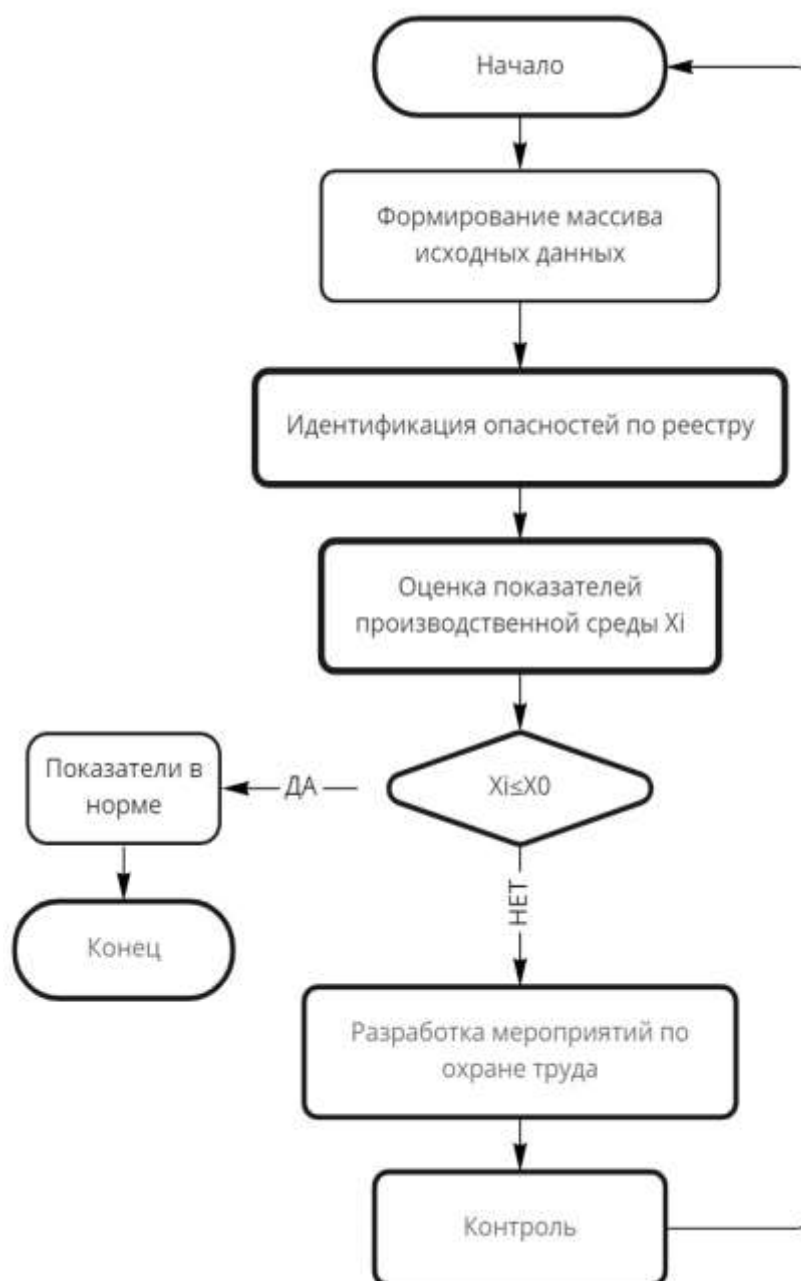 Начало
Формирование массива
исходных данных
Идентификация опасностей по реестру
Оценка показателей
производственной среды Xi
Xi≤X0
ДА
Показатели в
норме
Конец
НЕТ
Разработка мероприятий по
охране труда
Контроль